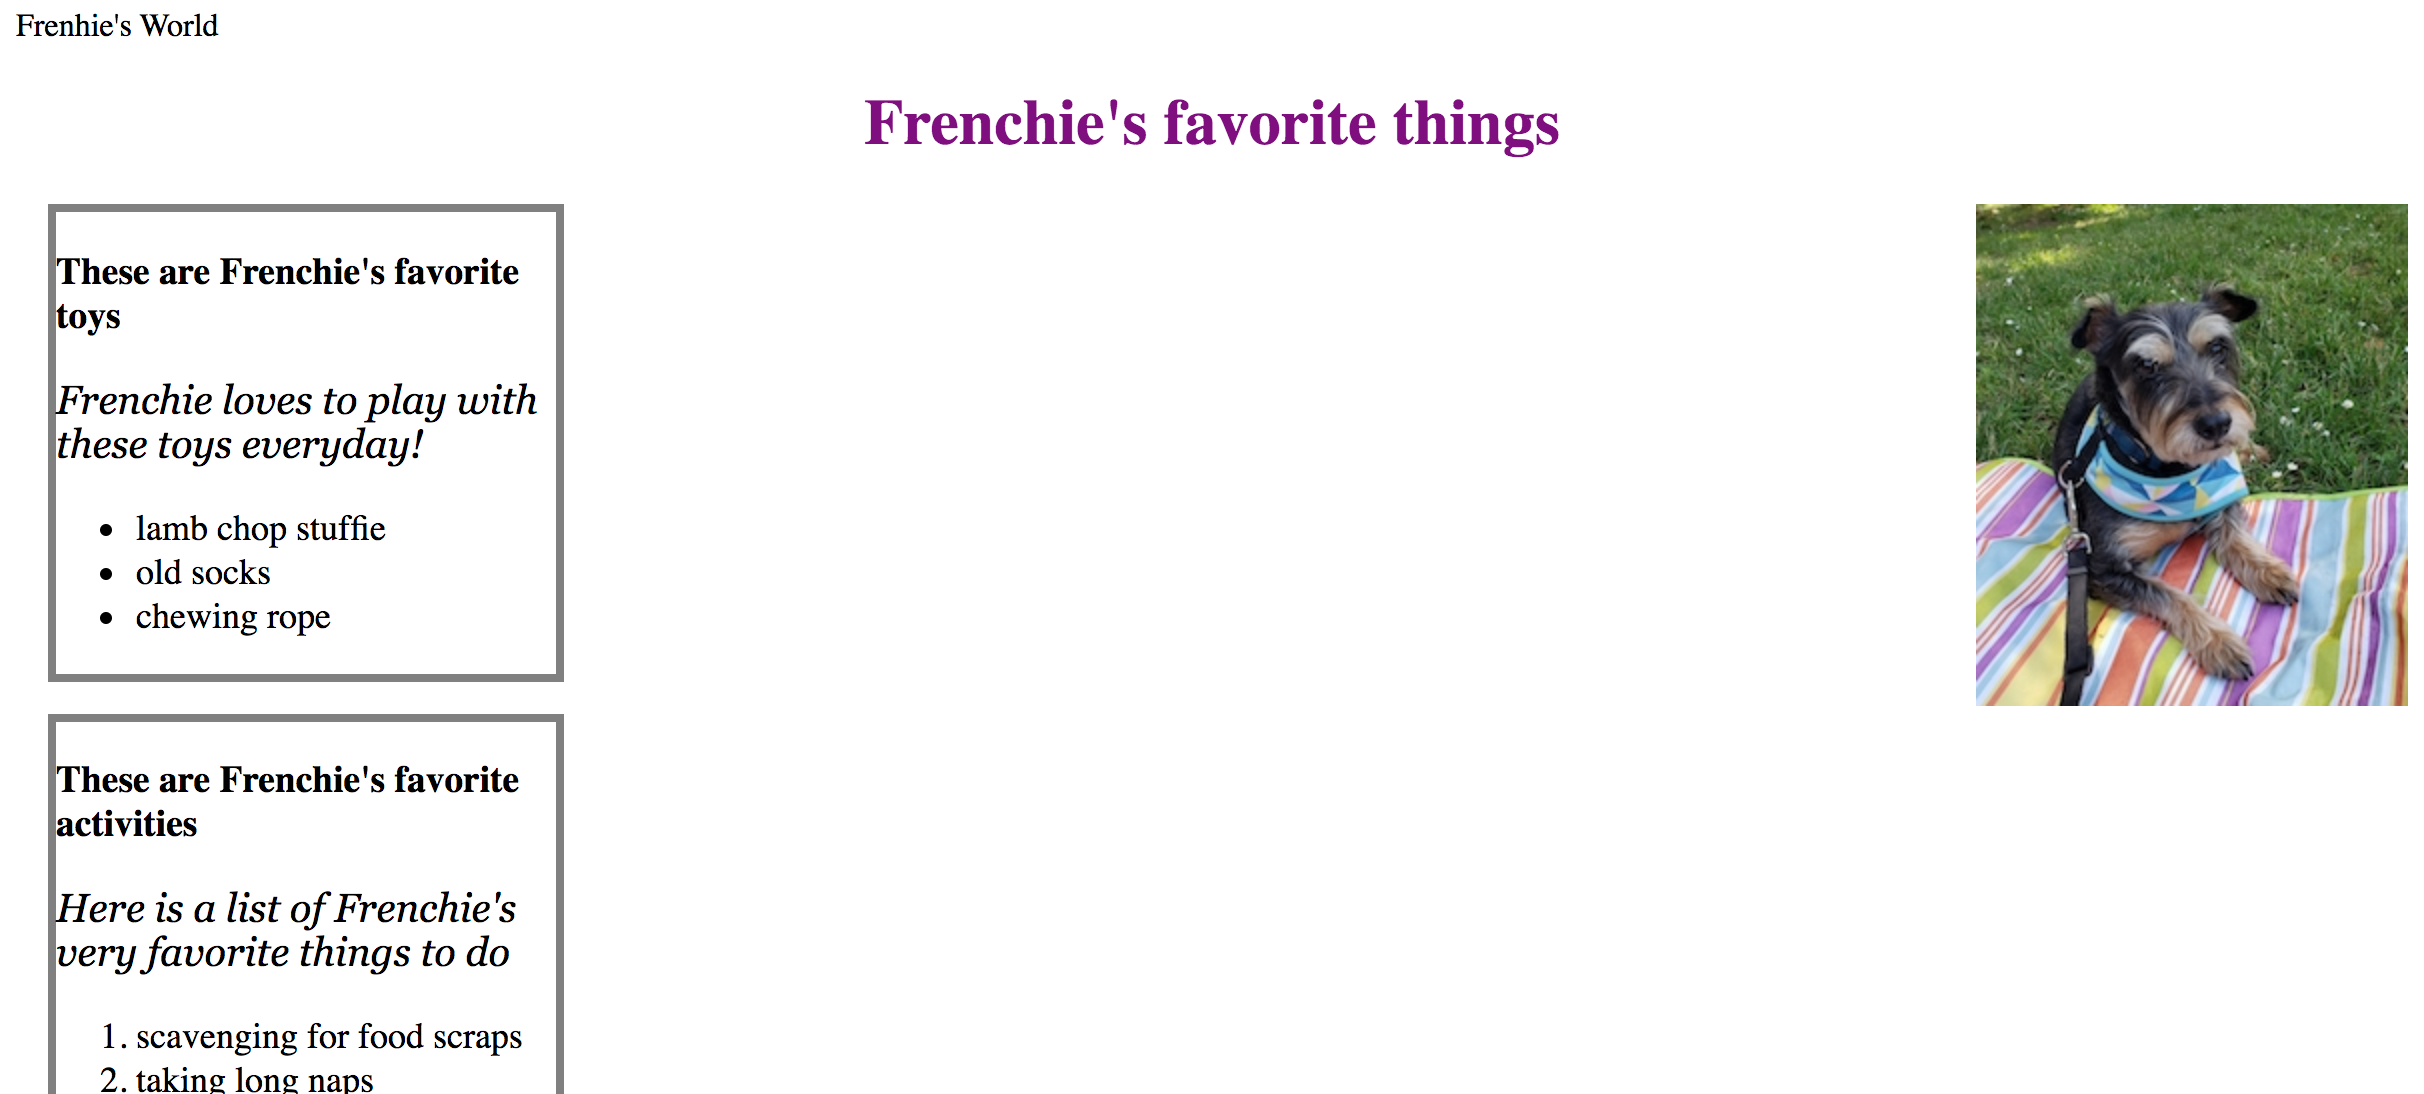 Frenhie's World
Frenchie's favorite things
These are Frenchie's favorite
toys
Frenchie loves to play with
these toys everyday!
• lamb chop stuffie
• old socks
• chewing rope
These are Frenchie's favorite
activities
Here is a list of Frenchie's
very favorite things to do
1. scavenging for food scraps
2. taking long naps